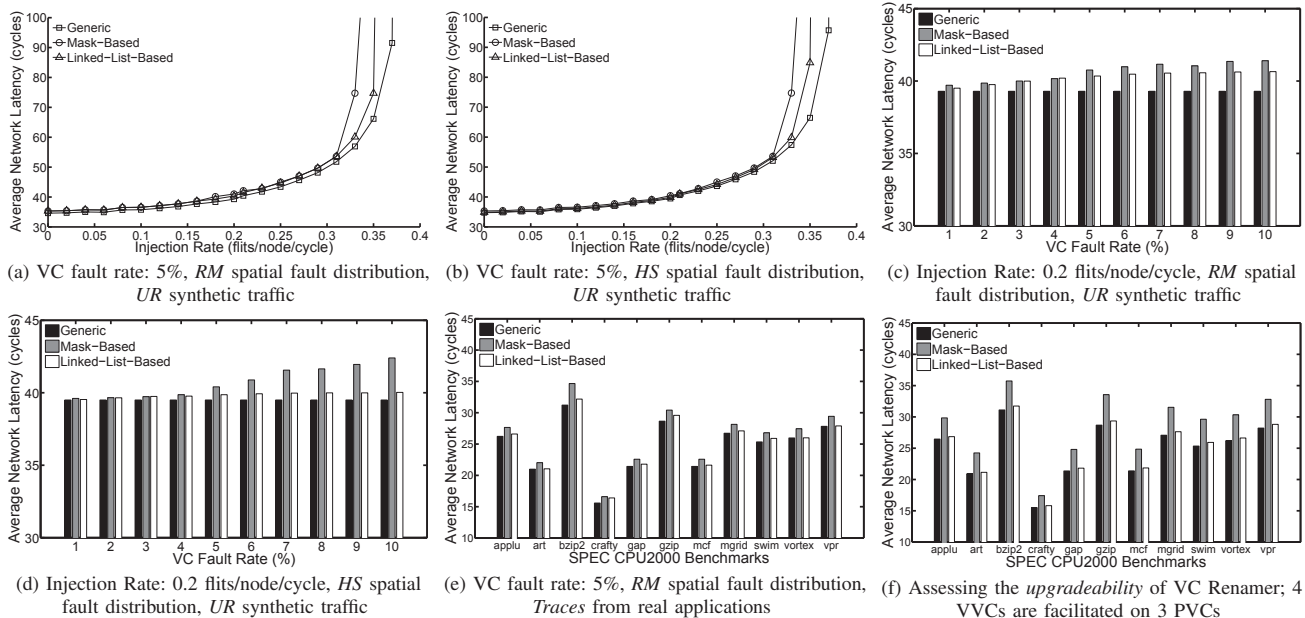 100
90
80
70
60
50
40
30
Average Network Latency (cycles)
Generic
Mask−Based
Linked−List−Based
0 0.05 0.1 0.15 0.2 0.25 0.3 0.35 0.4
Injection Rate (flits/node/cycle)
(a) VC fault rate: 5%, RM spatial fault distribution,
UR synthetic traffic
100
90
80
70
60
50
40
30
Average Network Latency (cycles)
Generic
Mask−Based
Linked−List−Based
0 0.05 0.1 0.15 0.2 0.25 0.3 0.35 0.4
Injection Rate (flits/node/cycle)
(b) VC fault rate: 5%, HS spatial fault distribution,
UR synthetic traffic
45
40
35
30
Average Network Latency (cycles)
Generic
Mask−Based
Linked−List−Based
1 2 3 4 5 6 7 8 9 10
VC Fault Rate (%)
(c) Injection Rate: 0.2 flits/node/cycle, RM spatial
fault distribution, UR synthetic traffic
45
40
35
30
Average Network Latency (cycles)
Generic
Mask−Based
Linked−List−Based
1 2 3 4 5 6 7 8 9 10
VC Fault Rate (%)
(d) Injection Rate: 0.2 flits/node/cycle, HS spatial
fault distribution, UR synthetic traffic
45
40
35
30
25
20
15
10
Average Network Latency (cycles)
Generic
Mask−Based
Linked−List−Based
applu art bzip2 crafty gap gzip mcf mgrid swim vortex vpr
SPEC CPU2000 Benchmarks
(e) VC fault rate: 5%, RM spatial fault distribution,
Traces from real applications
45
40
35
30
25
20
15
10
Average Network Latency (cycles)
Generic
Mask−Based
Linked−List−Based
applu art bzip2 crafty gap gzip mcf mgrid swim vortex vpr
SPEC CPU2000 Benchmarks
(f) Assessing the upgradeability of VC Renamer; 4
VVCs are facilitated on 3 PVCs